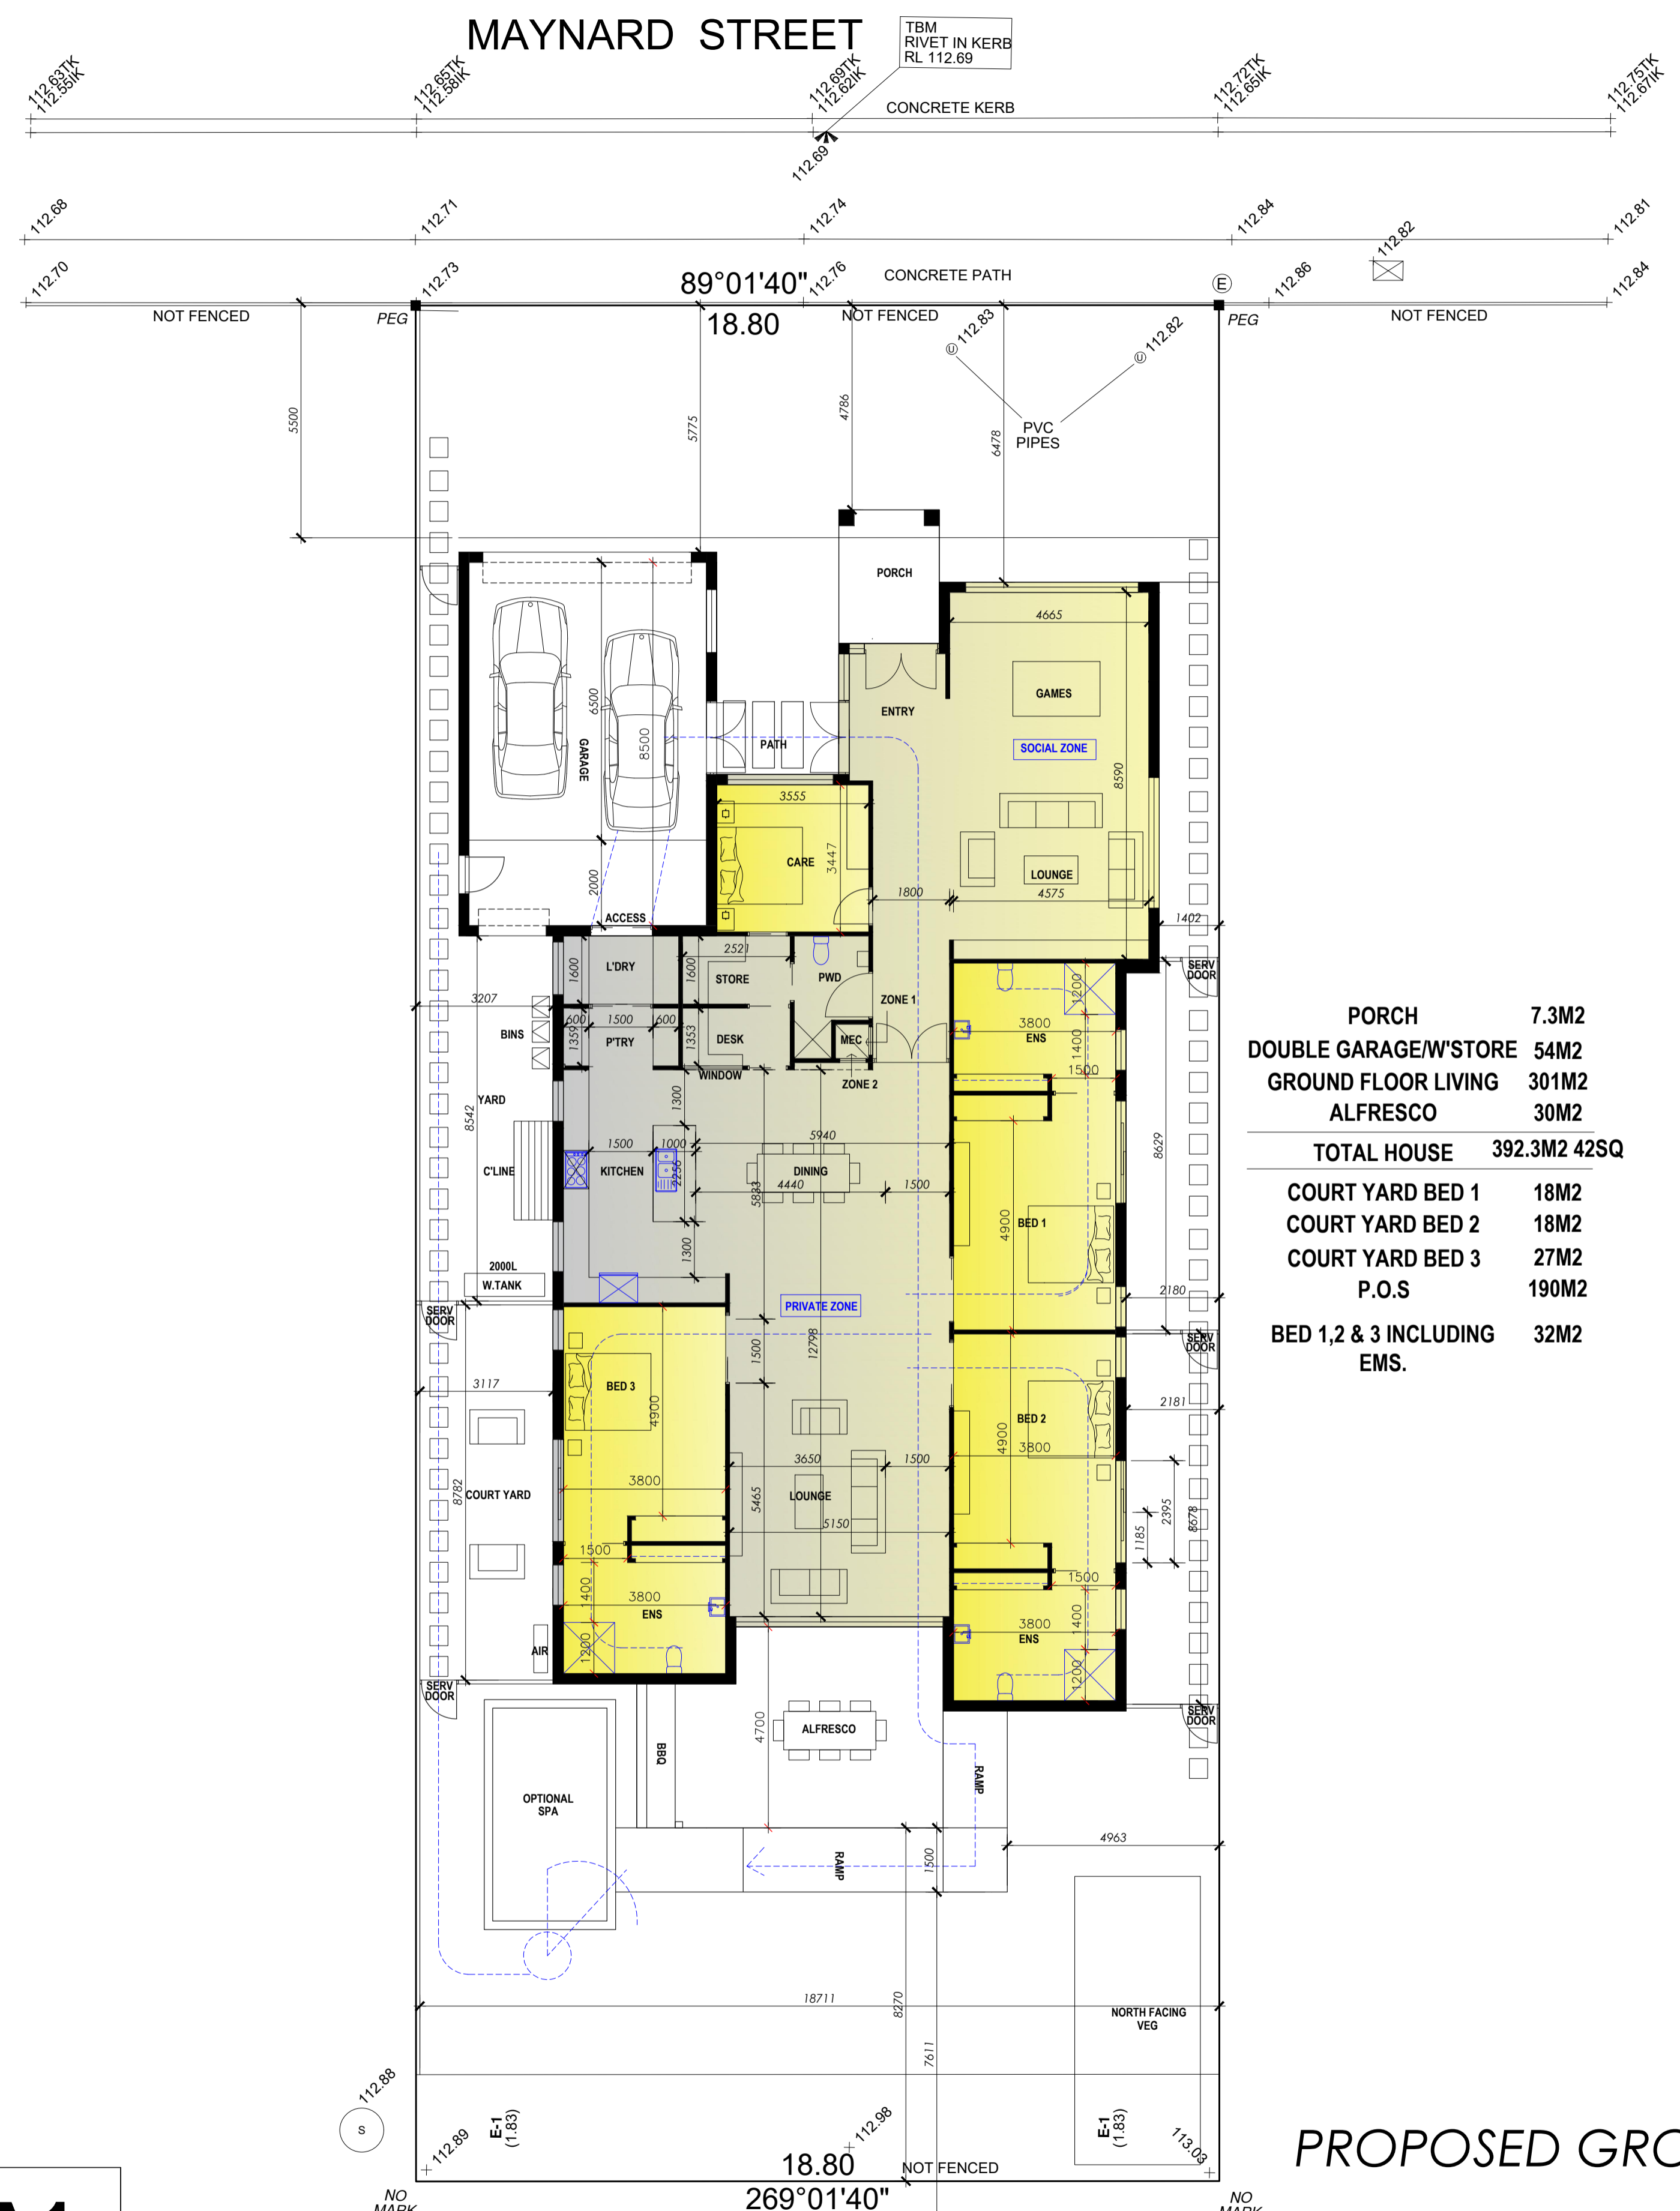 MAYNARD STREET
TBM
RIVET IN KERB
RL 112.69
112.63TK
112.55IK
112.65TK
112.58IK
112.69TK
112.62IK
112.72TK
112.65IK
112.75TK
112.67IK
CONCRETE KERB
112.69
112.68
112.71
112.74
112.84
112.81
112.82
112.70
112.73
89°01'40"
112.76
CONCRETE PATH
E
112.86
112.84
NOT FENCED
PEG
18.80
NOT FENCED
PEG
NOT FENCED
U 112.83
U 112.82
PVC
PIPES
5500
5775
4786
6478
PORCH
4665
GAMES
ENTRY
SOCIAL ZONE
6500
8500
GARAGE
PATH
8590
3555
CARE
3447
LOUNGE
4575
1800
2000
ACCESS
1402
L'DRY
1600
1600
2521
STORE
PWD
SERV
DOOR
1200
3207
ZONE 1
BINS
600
1500
600
1359
P'TRY
1353
DESK
MEC
3800
ENS
1400
1500
WINDOW
ZONE 2
YARD
1300
8542
8629
5940
1500
1000
C'LINE
KITCHEN
2256
DINING
5833
4440
1500
4900
BED 1
1300
2000L
W.TANK
2180
PRIVATE ZONE
SERV
DOOR
SERV
DOOR
1500
12798
3117
BED 3
4900
2181
BED 2
4900
3800
3650
1500
3800
COURT YARD
8782
LOUNGE
5465
5150
2395
1185
8678
1500
1400
3800
ENS
1200
1500
1400
3800
ENS
1200
AIR
SERV
DOOR
SERV
DOOR
4700
ALFRESCO
BBQ
RAMP
OPTIONAL
SPA
4963
RAMP
1500
18711
8270
NORTH FACING
VEG
7611
112.88
S
E-1
(1.83)
112.89
112.98
E-1
(1.83)
113.03
18.80
NOT FENCED
269°01'40"
NO
MARK
NO
MARK
PORCH 7.3M2
DOUBLE GARAGE/W'STORE 54M2
GROUND FLOOR LIVING 301M2
ALFRESCO 30M2
TOTAL HOUSE 392.3M2 42SQ
COURT YARD BED 1 18M2
COURT YARD BED 2 18M2
COURT YARD BED 3 27M2
P.O.S 190M2
BED 1,2 & 3 INCLUDING 32M2
EMS.
PROPOSED GRO